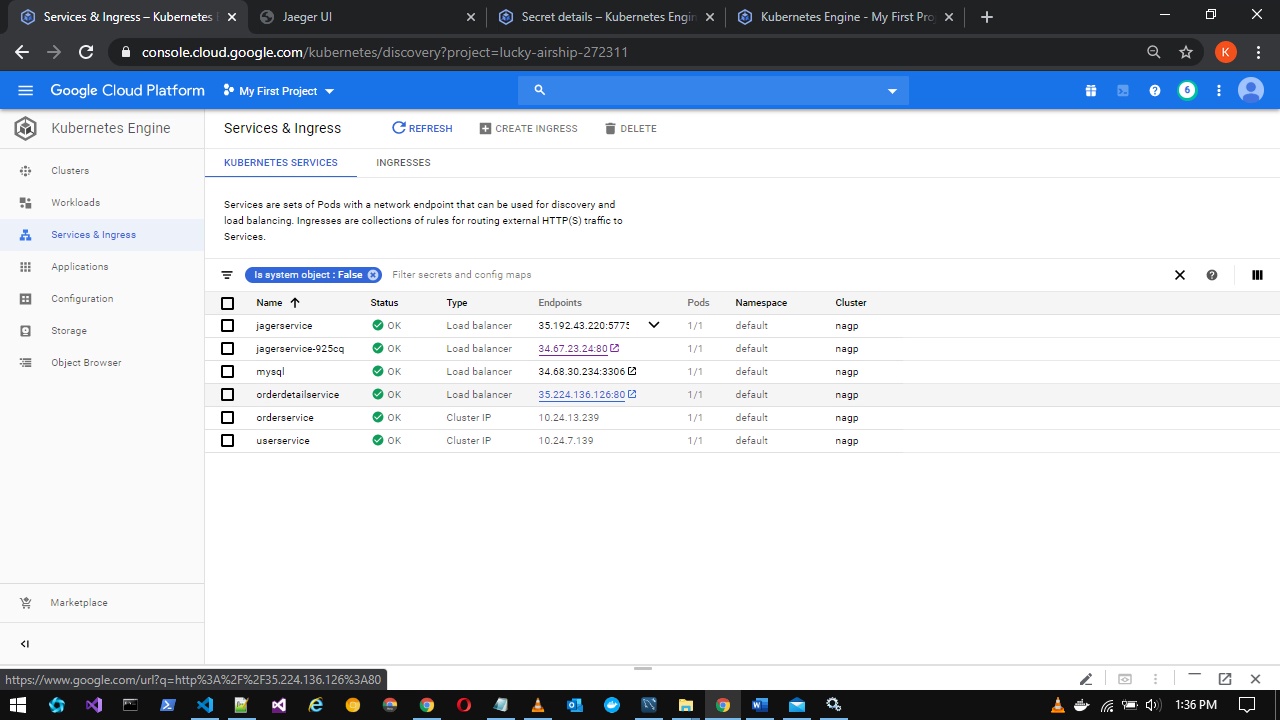 Services & Ingress – Kubernetes
Jaeger UI
Secret details – Kubernetes Engin
Kubernetes Engine - My First Pro
console.cloud.google.com/kubernetes/discovery?project=lucky-airship-272311
K
Google Cloud Platform
My First Project
6
Kubernetes Engine
Services & Ingress
REFRESH
CREATE INGRESS
DELETE
Clusters
Workloads
Services & Ingress
Applications
Configuration
Storage
Object Browser
Marketplace
KUBERNETES SERVICES
INGRESSES
Services are sets of Pods with a network endpoint that can be used for discovery and
load balancing. Ingresses are collections of rules for routing external HTTP(S) traffic to
Services.
Is system object : False
Filter secrets and config maps
Name Status Type Endpoints Pods Namespace Cluster
jagerservice OK Load balancer 35.192.43.220:5775 1/1 default nagp
jagerservice-925cq OK Load balancer 34.67.23.24:80 1/1 default nagp
mysql OK Load balancer 34.68.30.234:3306 1/1 default nagp
orderdetailservice OK Load balancer 35.224.136.126:80 1/1 default nagp
orderservice OK Cluster IP 10.24.13.239 1/1 default nagp
userservice OK Cluster IP 10.24.7.139 1/1 default nagp
https://www.google.com/url?q=http%3A%2F%2F35.224.136.126%3A80
1:36 PM